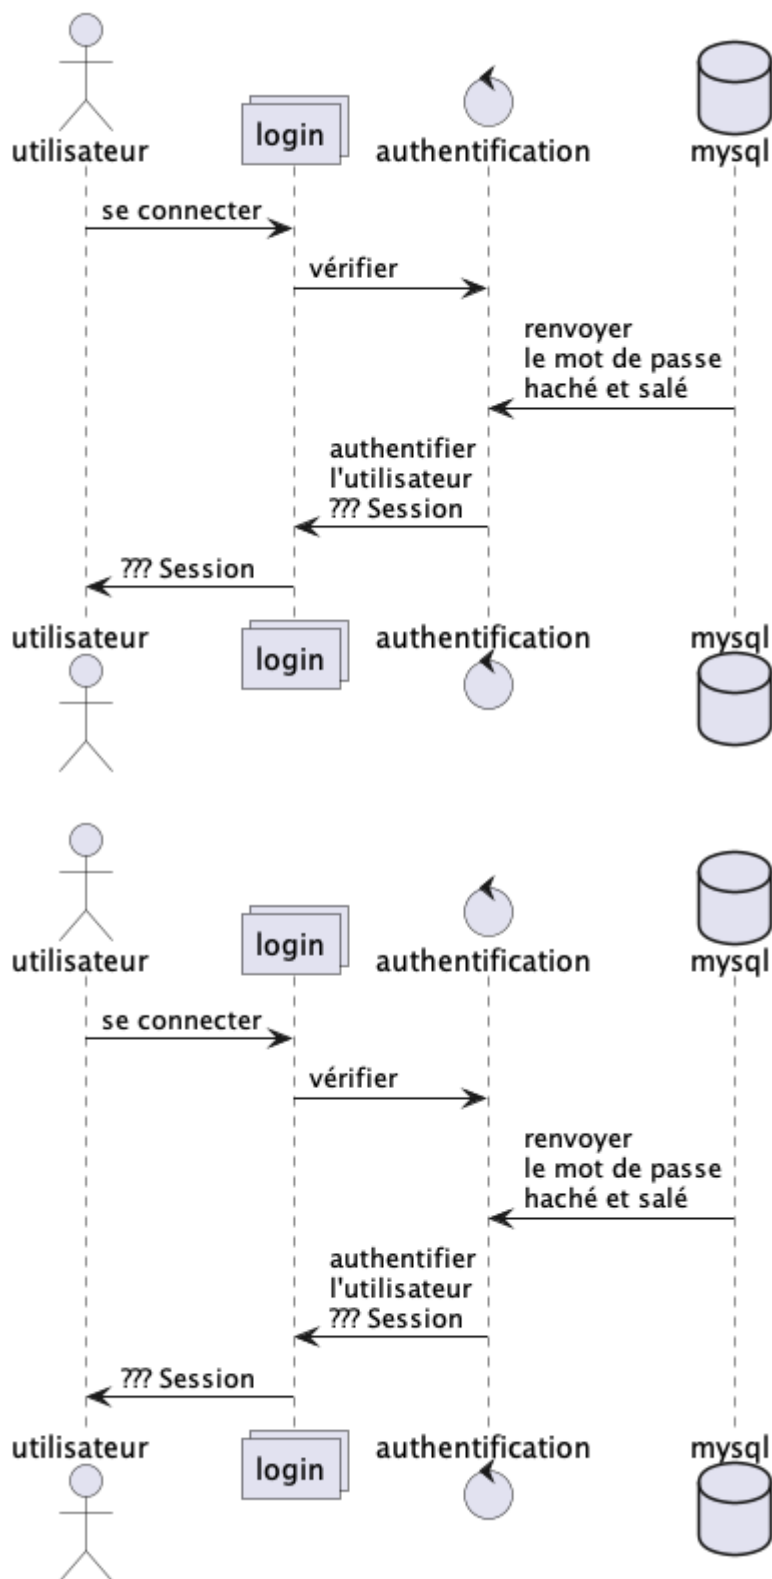 utilisateur
login
authentification
mysql
se connecter
vérifier
renvoyer
le mot de passe
haché et salé
authentifier
l'utilisateur
??? Session
??? Session
utilisateur
login
authentification
mysql
utilisateur
login
authentification
mysql
se connecter
vérifier
renvoyer
le mot de passe
haché et salé
authentifier
l'utilisateur
??? Session
??? Session
utilisateur
login
authentification
mysql